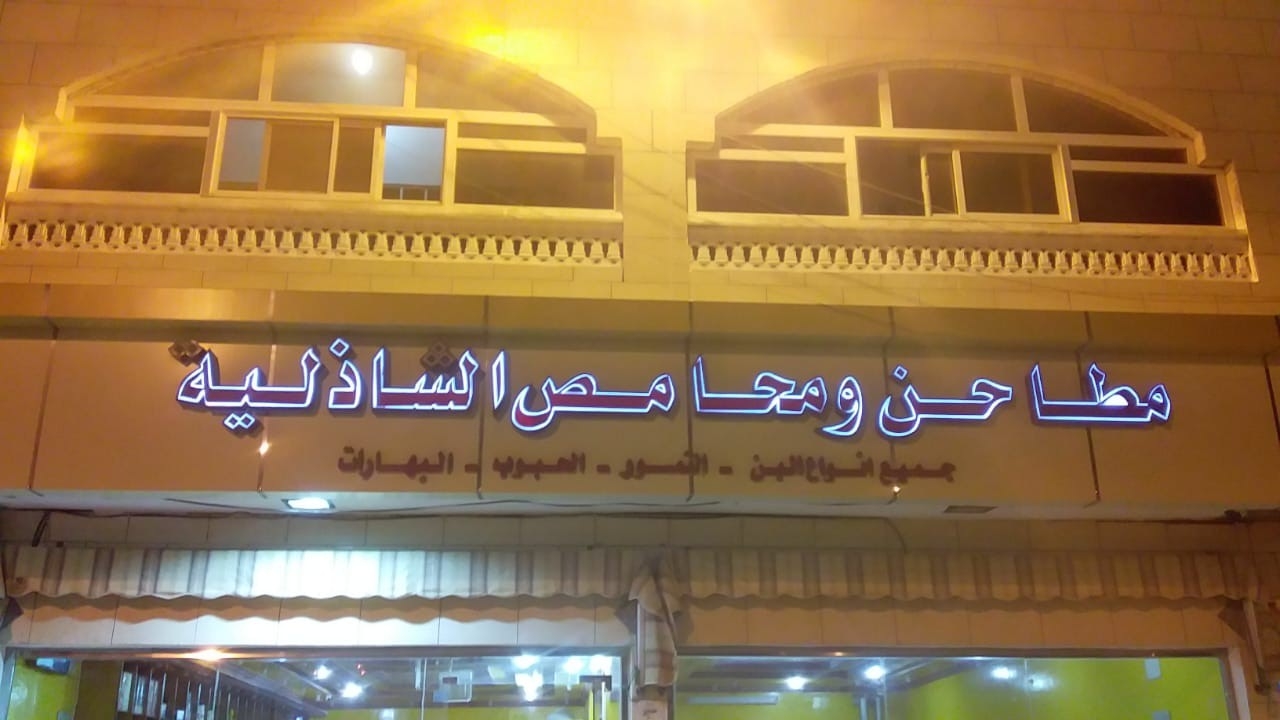 مطاحن ومحامص الشاذلية
جميع انواع البن - التمور - الحبوب - البهارات